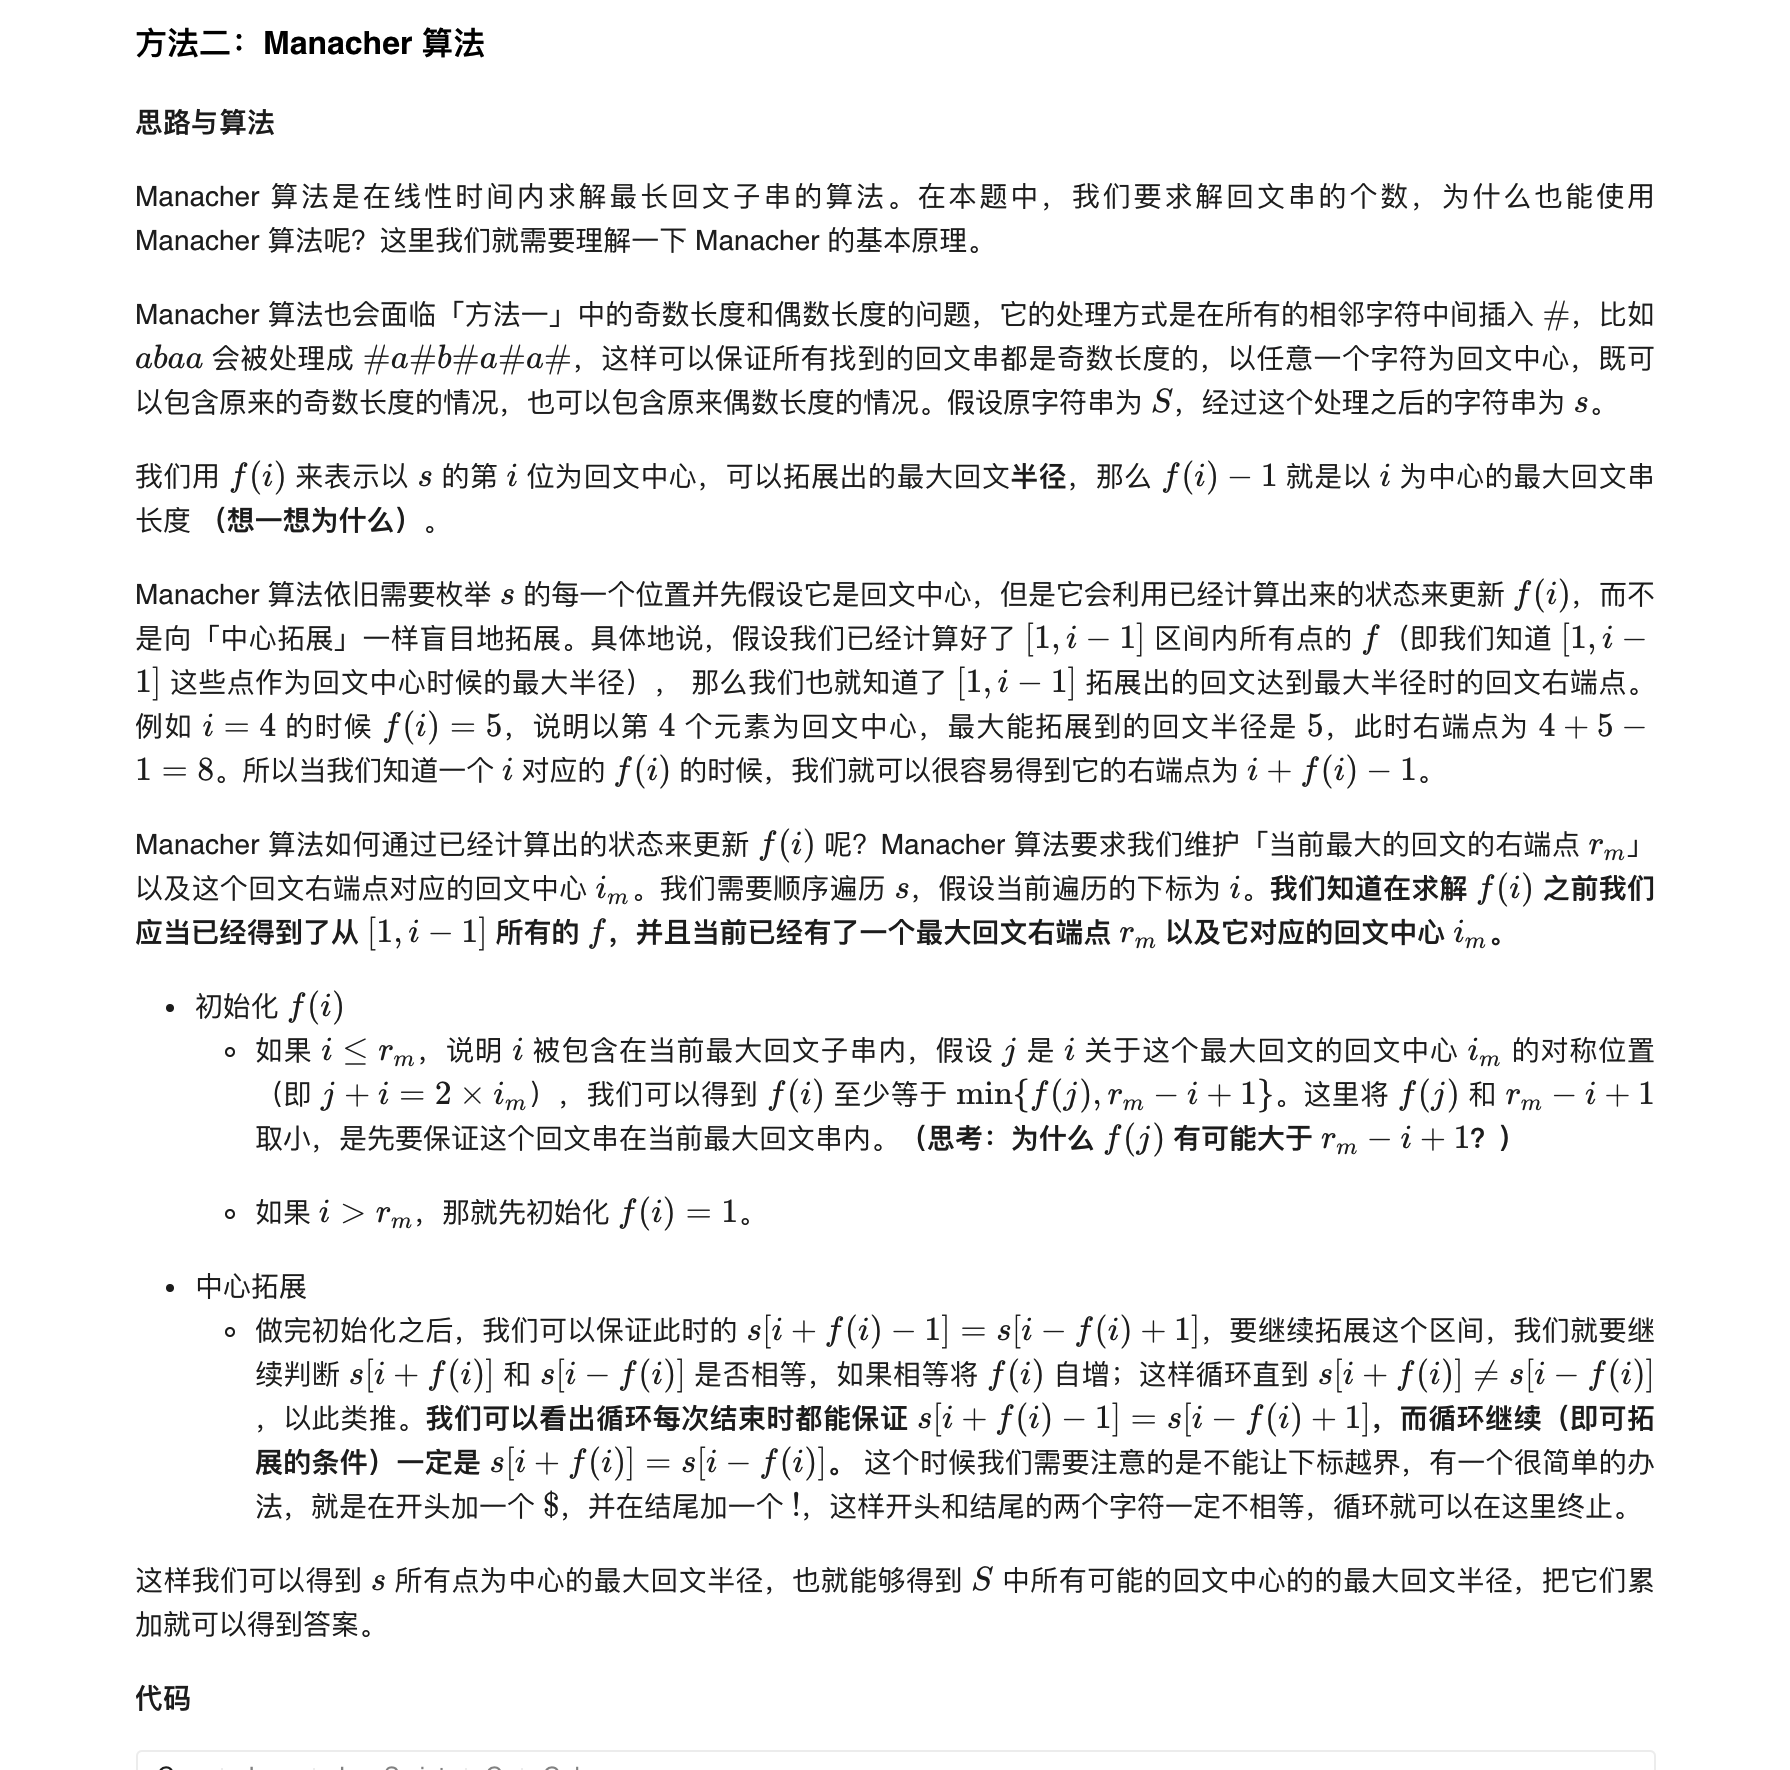 方法二：Manacher 算法
思路与算法
Manacher 算法是在线性时间内求解最长回文子串的算法。在本题中，我们要求解回文串的个数，为什么也能使用
Manacher 算法呢？这里我们就需要理解一下 Manacher 的基本原理。
Manacher 算法也会面临「方法一」中的奇数长度和偶数长度的问题，它的处理方式是在所有的相邻字符中间插入 #，比如
abaa 会被处理成 #a#b#a#a#，这样可以保证所有找到的回文串都是奇数长度的，以任意一个字符为回文中心，既可
以包含原来的奇数长度的情况，也可以包含原来偶数长度的情况。假设原字符串为 S，经过这个处理之后的字符串为 s。
我们用 f(i) 来表示以 s 的第 i 位为回文中心，可以拓展出的最大回文半径，那么 f(i) − 1 就是以 i 为中心的最大回文串
长度 （想一想为什么）。
Manacher 算法依旧需要枚举 s 的每一个位置并先假设它是回文中心，但是它会利用已经计算出来的状态来更新 f(i)，而不
是向「中心拓展」一样盲目地拓展。具体地说，假设我们已经计算好了 [1, i − 1] 区间内所有点的 f（即我们知道 [1, i −
1] 这些点作为回文中心时候的最大半径）， 那么我们也就知道了 [1, i − 1] 拓展出的回文达到最大半径时的回文右端点。
例如 i = 4 的时候 f(i) = 5，说明以第 4 个元素为回文中心，最大能拓展到的回文半径是 5，此时右端点为 4 + 5 −
1 = 8。所以当我们知道一个 i 对应的 f(i) 的时候，我们就可以很容易得到它的右端点为 i + f(i) − 1。
Manacher 算法如何通过已经计算出的状态来更新 f(i) 呢？Manacher 算法要求我们维护「当前最大的回文的右端点 rₘ」
以及这个回文右端点对应的回文中心 iₘ。我们需要顺序遍历 s，假设当前遍历的下标为 i。我们知道在求解 f(i) 之前我们
应当已经得到了从 [1, i − 1] 所有的 f，并且当前已经有了一个最大回文右端点 rₘ 以及它对应的回文中心 iₘ。
• 初始化 f(i)
◦ 如果 i ≤ rₘ，说明 i 被包含在当前最大回文子串内，假设 j 是 i 关于这个最大回文的回文中心 iₘ 的对称位置
（即 j + i = 2 × iₘ），我们可以得到 f(i) 至少等于 min{f(j), rₘ − i + 1}。这里将 f(j) 和 rₘ − i + 1
取小，是先要保证这个回文串在当前最大回文串内。（思考：为什么 f(j) 有可能大于 rₘ − i + 1？）
◦ 如果 i > rₘ，那就先初始化 f(i) = 1。
• 中心拓展
◦ 做完初始化之后，我们可以保证此时的 s[i + f(i) − 1] = s[i − f(i) + 1]，要继续拓展这个区间，我们就要继
续判断 s[i + f(i)] 和 s[i − f(i)] 是否相等，如果相等将 f(i) 自增；这样循环直到 s[i + f(i)] ≠ s[i − f(i)]
，以此类推。我们可以看出循环每次结束时都能保证 s[i + f(i) − 1] = s[i − f(i) + 1]，而循环继续（即可拓
展的条件）一定是 s[i + f(i)] = s[i − f(i)]。 这个时候我们需要注意的是不能让下标越界，有一个很简单的办
法，就是在开头加一个 $，并在结尾加一个 !，这样开头和结尾的两个字符一定不相等，循环就可以在这里终止。
这样我们可以得到 s 所有点为中心的最大回文半径，也就能够得到 S 中所有可能的回文中心的的最大回文半径，把它们累
加就可以得到答案。
代码